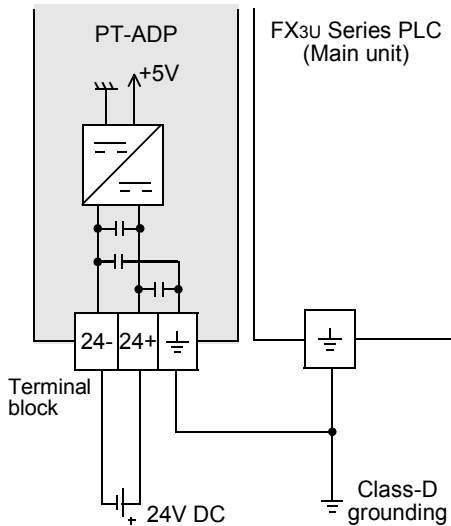 PT-ADP
FX3U Series PLC
(Main unit)
+5V
24- 24+
Terminal
block
+ 24V DC
Class-D
grounding